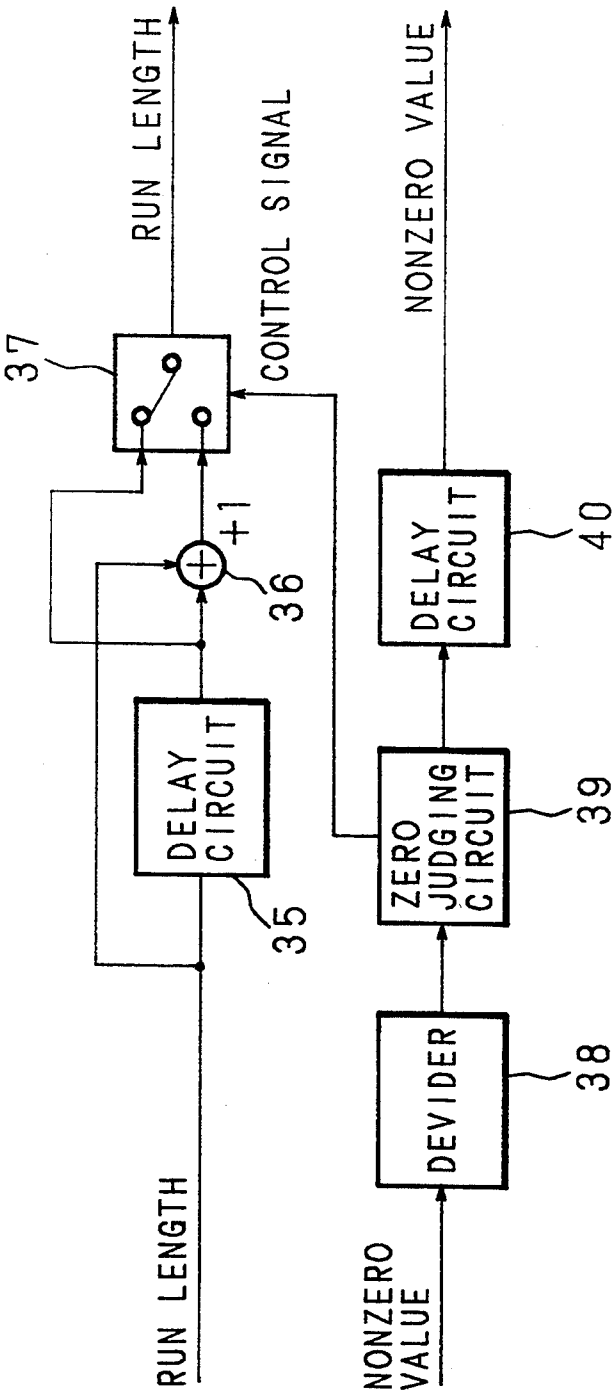 RUN LENGTH
DELAY
CIRCUIT
35
+
+1
36
37
RUN LENGTH
CONTROL SIGNAL
NONZERO
VALUE
DEVIDER
38
ZERO
JUDGING
CIRCUIT
39
DELAY
CIRCUIT
40
NONZERO VALUE